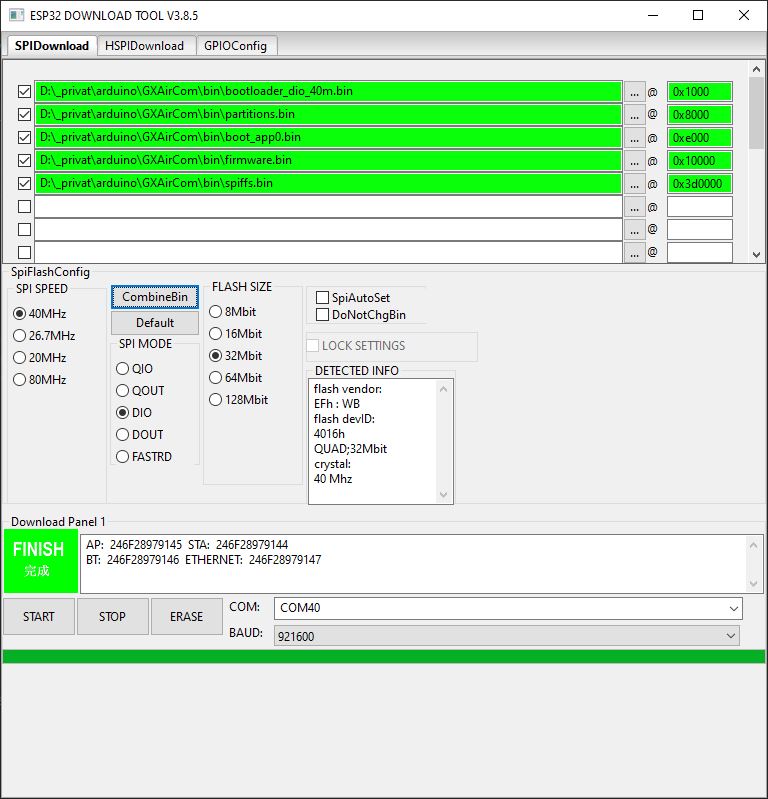 ESP32 DOWNLOAD TOOL V3.8.5
SPIDownload HSPIDownload GPIOConfig
D:\_privat\arduino\GXAirCom\bin\bootloader_dio_40m.bin ... @ 0x1000
D:\_privat\arduino\GXAirCom\bin\partitions.bin ... @ 0x8000
D:\_privat\arduino\GXAirCom\bin\boot_app0.bin ... @ 0xe000
D:\_privat\arduino\GXAirCom\bin\firmware.bin ... @ 0x10000
D:\_privat\arduino\GXAirCom\bin\spiffs.bin ... @ 0x3d0000
... @
... @
... @
SpiFlashConfig
SPI SPEED
40MHz
26.7MHz
20MHz
80MHz
CombineBin
Default
SPI MODE
QIO
QOUT
DIO
DOUT
FASTRD
FLASH SIZE
8Mbit
16Mbit
32Mbit
64Mbit
128Mbit
SpiAutoSet
DoNotChgBin
LOCK SETTINGS
DETECTED INFO
flash vendor:
EFh : WB
flash devID:
4016h
QUAD;32Mbit
crystal:
40 Mhz
Download Panel 1
FINISH
完成
AP: 246F28979145 STA: 246F28979144
BT: 246F28979146 ETHERNET: 246F28979147
START STOP ERASE
COM: COM40
BAUD: 921600